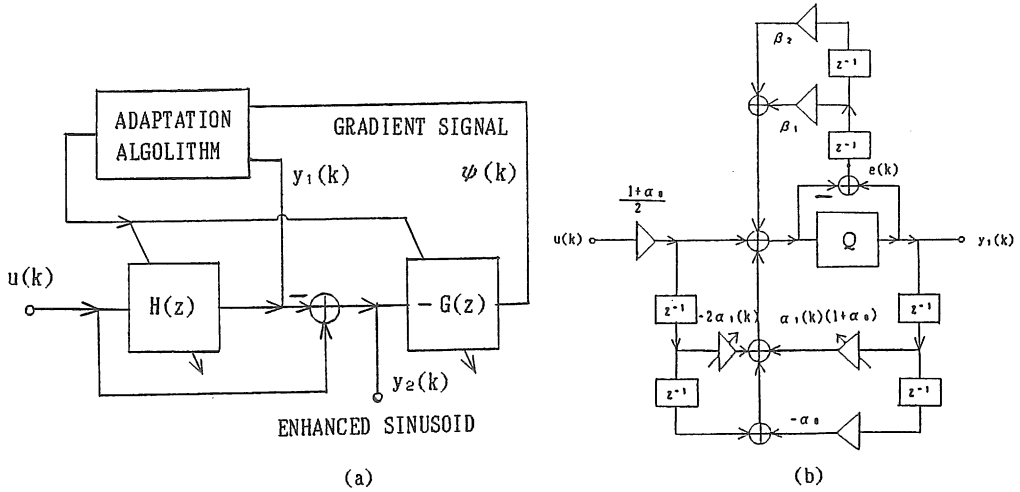 ADAPTATION
ALGOLITHM
GRADIENT SIGNAL
y₁(k)
ψ(k)
u(k)
H(z)
−
+
− G(z)
y₂(k)
ENHANCED SINUSOID
(a)
β₂
z⁻¹
+
β₁
z⁻¹
e(k)
+
−
1+α₀
2
u(k)
+
Q
y₁(k)
z⁻¹
-2α₁(k)
α₁(k)(1+α₀)
z⁻¹
+
z⁻¹
z⁻¹
-α₀
+
(b)